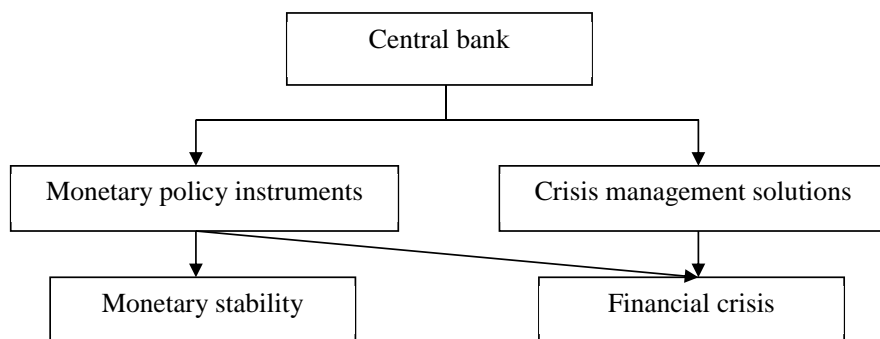 Central bank
Monetary policy instruments
Crisis management solutions
Monetary stability
Financial crisis